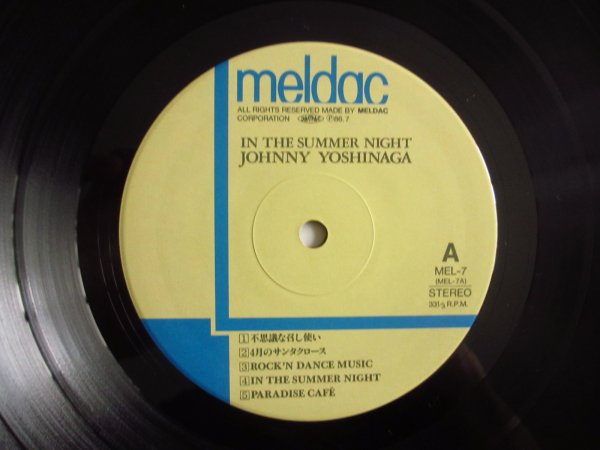 meldac
ALL RIGHTS RESERVED MADE BY MELDAC
CORPORATION ℗86.7
IN THE SUMMER NIGHT
JOHNNY YOSHINAGA
A
MEL-7
(MEL-7A)
STEREO
33 1/3 R.P.M.
1 不思議な召し使い
2 4月のサンタクロース
3 ROCK'N DANCE MUSIC
4 IN THE SUMMER NIGHT
5 PARADISE CAFÉ